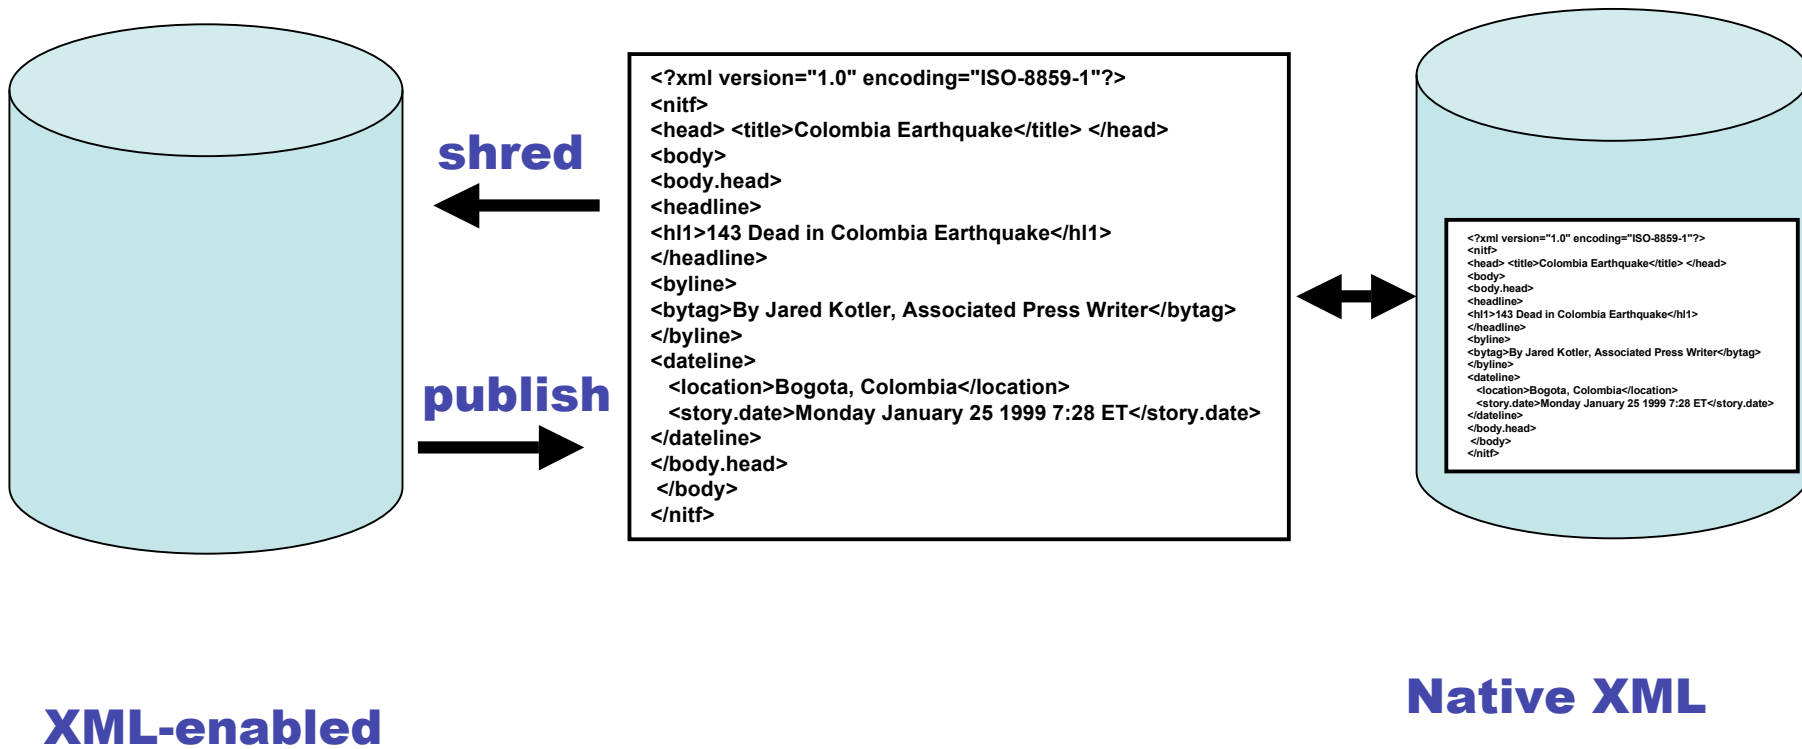 shred
publish
XML-enabled
<?xml version="1.0" encoding="ISO-8859-1"?>
<nitf>
<head> <title>Colombia Earthquake</title> </head>
<body>
<body.head>
<headline>
<hl1>143 Dead in Colombia Earthquake</hl1>
</headline>
<byline>
<bytag>By Jared Kotler, Associated Press Writer</bytag>
</byline>
<dateline>
<location>Bogota, Colombia</location>
<story.date>Monday January 25 1999 7:28 ET</story.date>
</dateline>
</body.head>
</body>
</nitf>
<?xml version="1.0" encoding="ISO-8859-1"?>
<nitf>
<head> <title>Colombia Earthquake</title> </head>
<body>
<body.head>
<headline>
<hl1>143 Dead in Colombia Earthquake</hl1>
</headline>
<byline>
<bytag>By Jared Kotler, Associated Press Writer</bytag>
</byline>
<dateline>
<location>Bogota, Colombia</location>
<story.date>Monday January 25 1999 7:28 ET</story.date>
</dateline>
</body.head>
</body>
</nitf>
Native XML